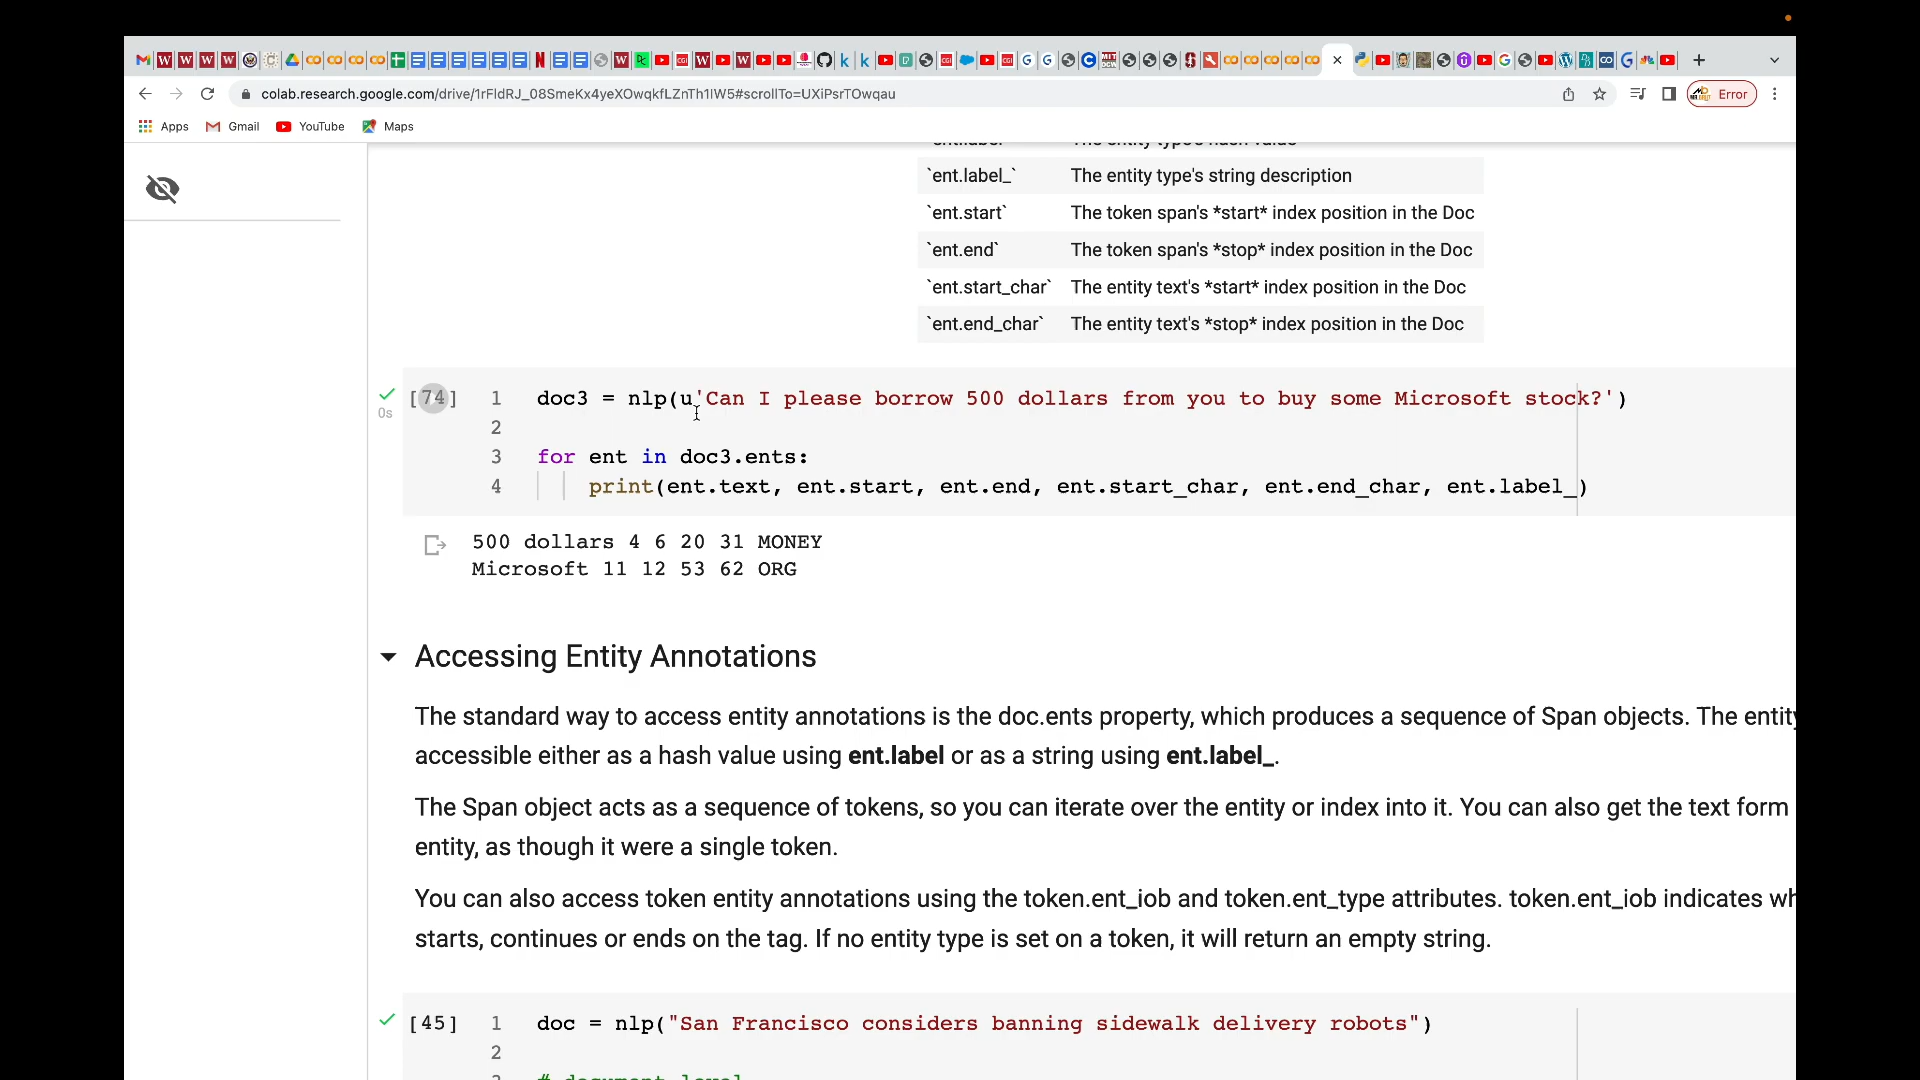 colab.research.google.com/drive/1rFldRJ_08SmeKx4yeXOwqkfLZnTh1IW5#scrollTo=UXiPsrTOwqau
Error
Apps Gmail YouTube Maps
`ent.label_` The entity type's string description
`ent.start` The token span's *start* index position in the Doc
`ent.end` The token span's *stop* index position in the Doc
`ent.start_char` The entity text's *start* index position in the Doc
`ent.end_char` The entity text's *stop* index position in the Doc
[74] 1 doc3 = nlp(u'Can I please borrow 500 dollars from you to buy some Microsoft stock?')
0s
2
3 for ent in doc3.ents:
4 print(ent.text, ent.start, ent.end, ent.start_char, ent.end_char, ent.label_)
500 dollars 4 6 20 31 MONEY
Microsoft 11 12 53 62 ORG
Accessing Entity Annotations
The standard way to access entity annotations is the doc.ents property, which produces a sequence of Span objects. The entity
accessible either as a hash value using ent.label or as a string using ent.label_.
The Span object acts as a sequence of tokens, so you can iterate over the entity or index into it. You can also get the text form
entity, as though it were a single token.
You can also access token entity annotations using the token.ent_iob and token.ent_type attributes. token.ent_iob indicates wh
starts, continues or ends on the tag. If no entity type is set on a token, it will return an empty string.
[45] 1 doc = nlp("San Francisco considers banning sidewalk delivery robots")
2